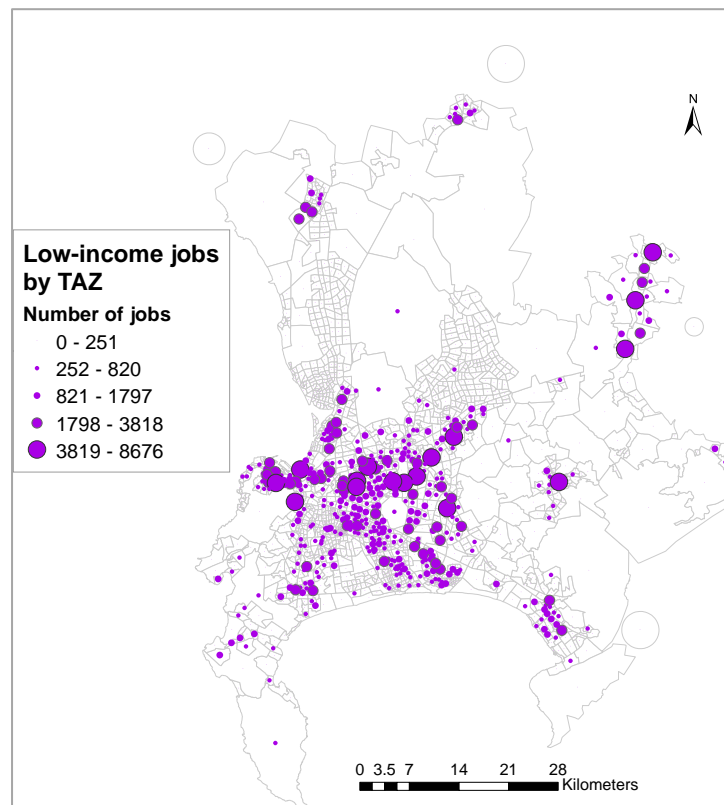 N
Low-income jobs
by TAZ
Number of jobs
0 - 251
252 - 820
821 - 1797
1798 - 3818
3819 - 8676
0 3.5 7 14 21 28
Kilometers